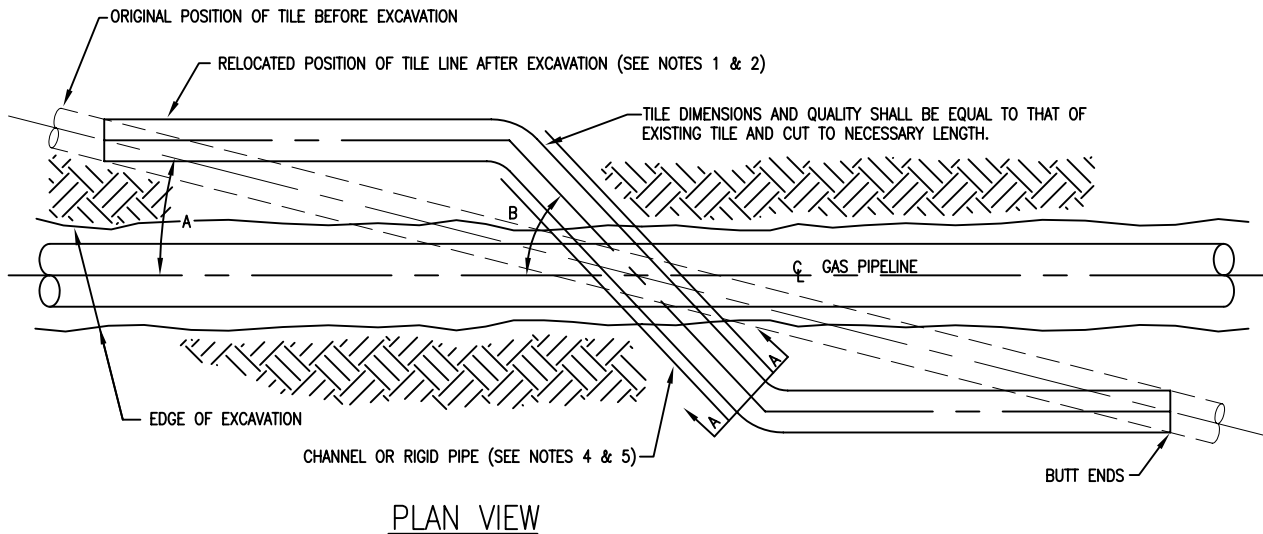 ORIGINAL POSITION OF TILE BEFORE EXCAVATION
RELOCATED POSITION OF TILE LINE AFTER EXCAVATION (SEE NOTES 1 & 2)
TILE DIMENSIONS AND QUALITY SHALL BE EQUAL TO THAT OF
EXISTING TILE AND CUT TO NECESSARY LENGTH.
A
B
℄ GAS PIPELINE
A
A
EDGE OF EXCAVATION
CHANNEL OR RIGID PIPE (SEE NOTES 4 & 5)
BUTT ENDS
PLAN VIEW